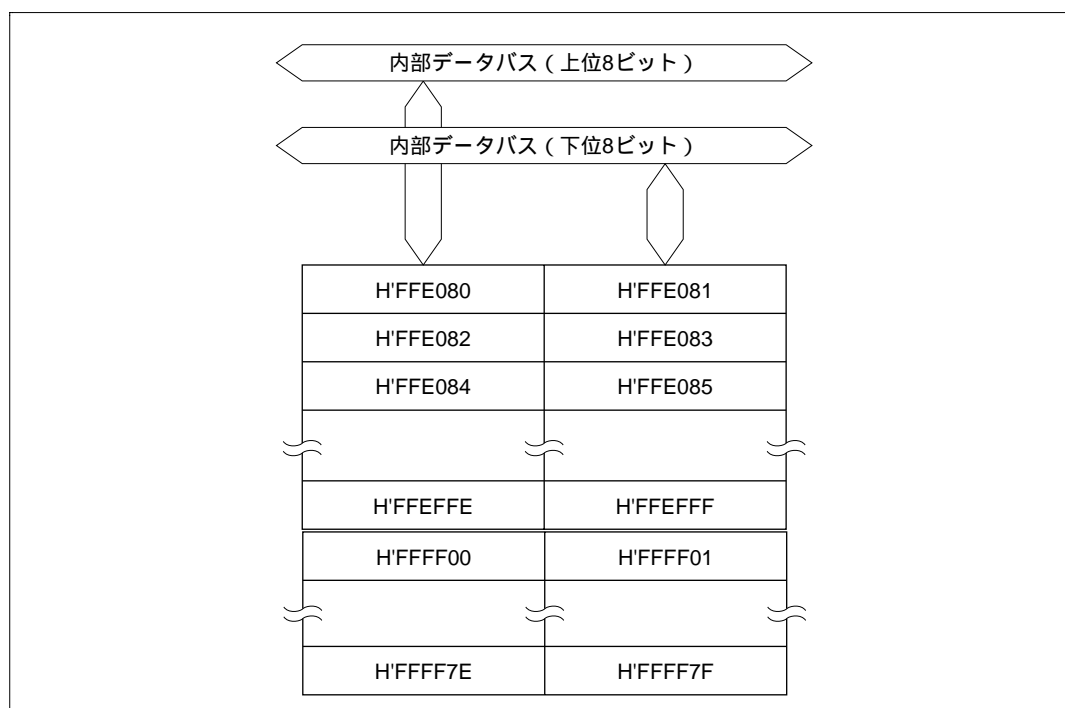 内部データバス（上位8ビット）
内部データバス（下位8ビット）
H'FFE080 H'FFE081
H'FFE082 H'FFE083
H'FFE084 H'FFE085
H'FFEFFE H'FFEFFF
H'FFFF00 H'FFFF01
H'FFFF7E H'FFFF7F